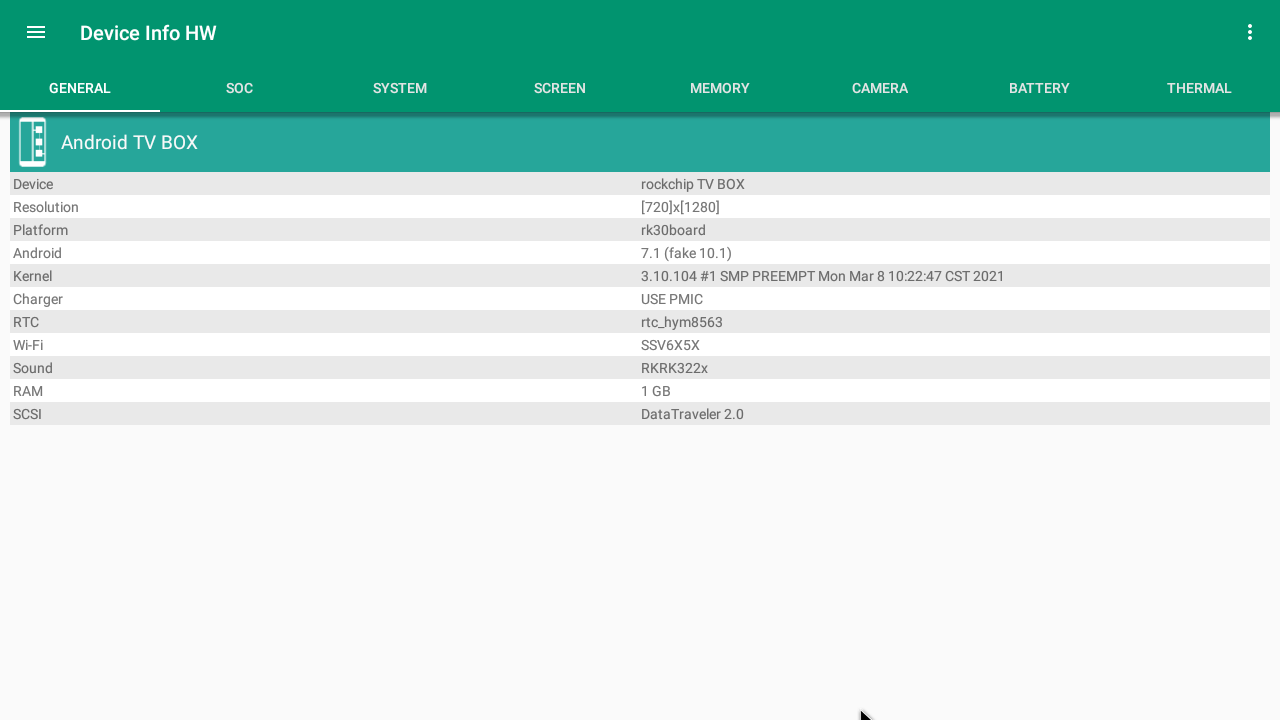 Device Info HW
GENERAL SOC SYSTEM SCREEN MEMORY CAMERA BATTERY THERMAL
Android TV BOX
Device rockchip TV BOX
Resolution [720]x[1280]
Platform rk30board
Android 7.1 (fake 10.1)
Kernel 3.10.104 #1 SMP PREEMPT Mon Mar 8 10:22:47 CST 2021
Charger USE PMIC
RTC rtc_hym8563
Wi-Fi SSV6X5X
Sound RKRK322x
RAM 1 GB
SCSI DataTraveler 2.0